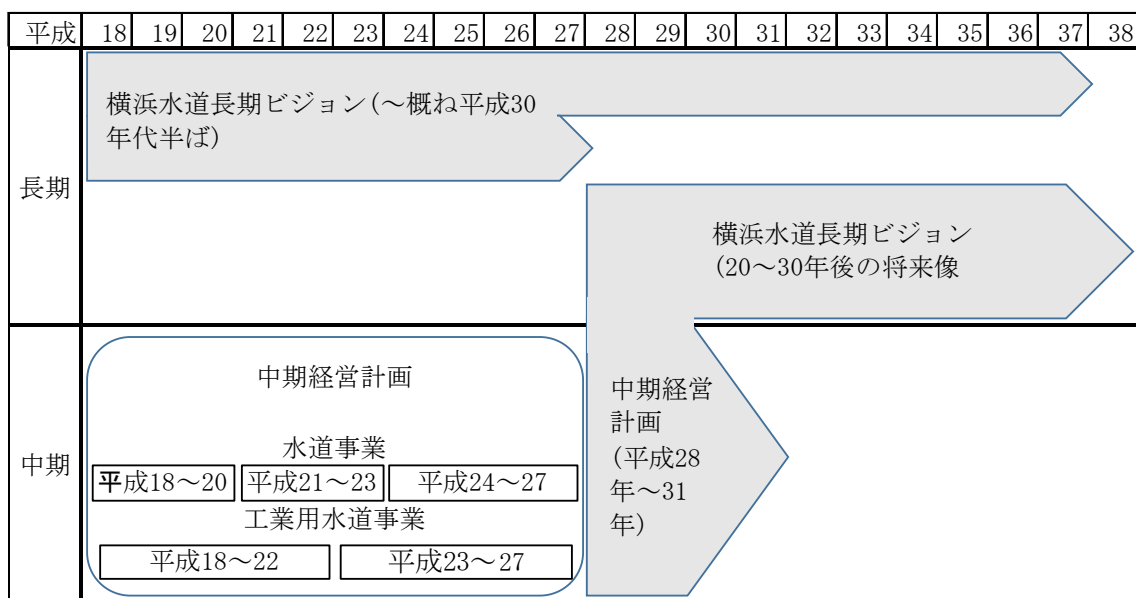 平成 18 19 20 21 22 23 24 25 26 27 28 29 30 31 32 33 34 35 36 37 38
長期
横浜水道長期ビジョン(～概ね平成30
年代半ば)
横浜水道長期ビジョン
(20～30年後の将来像
中期
中期経営計画
水道事業
平成18～20 平成21～23 平成24～27
工業用水道事業
平成18～22 平成23～27
中期経営
計画
(平成28
年～31
年)